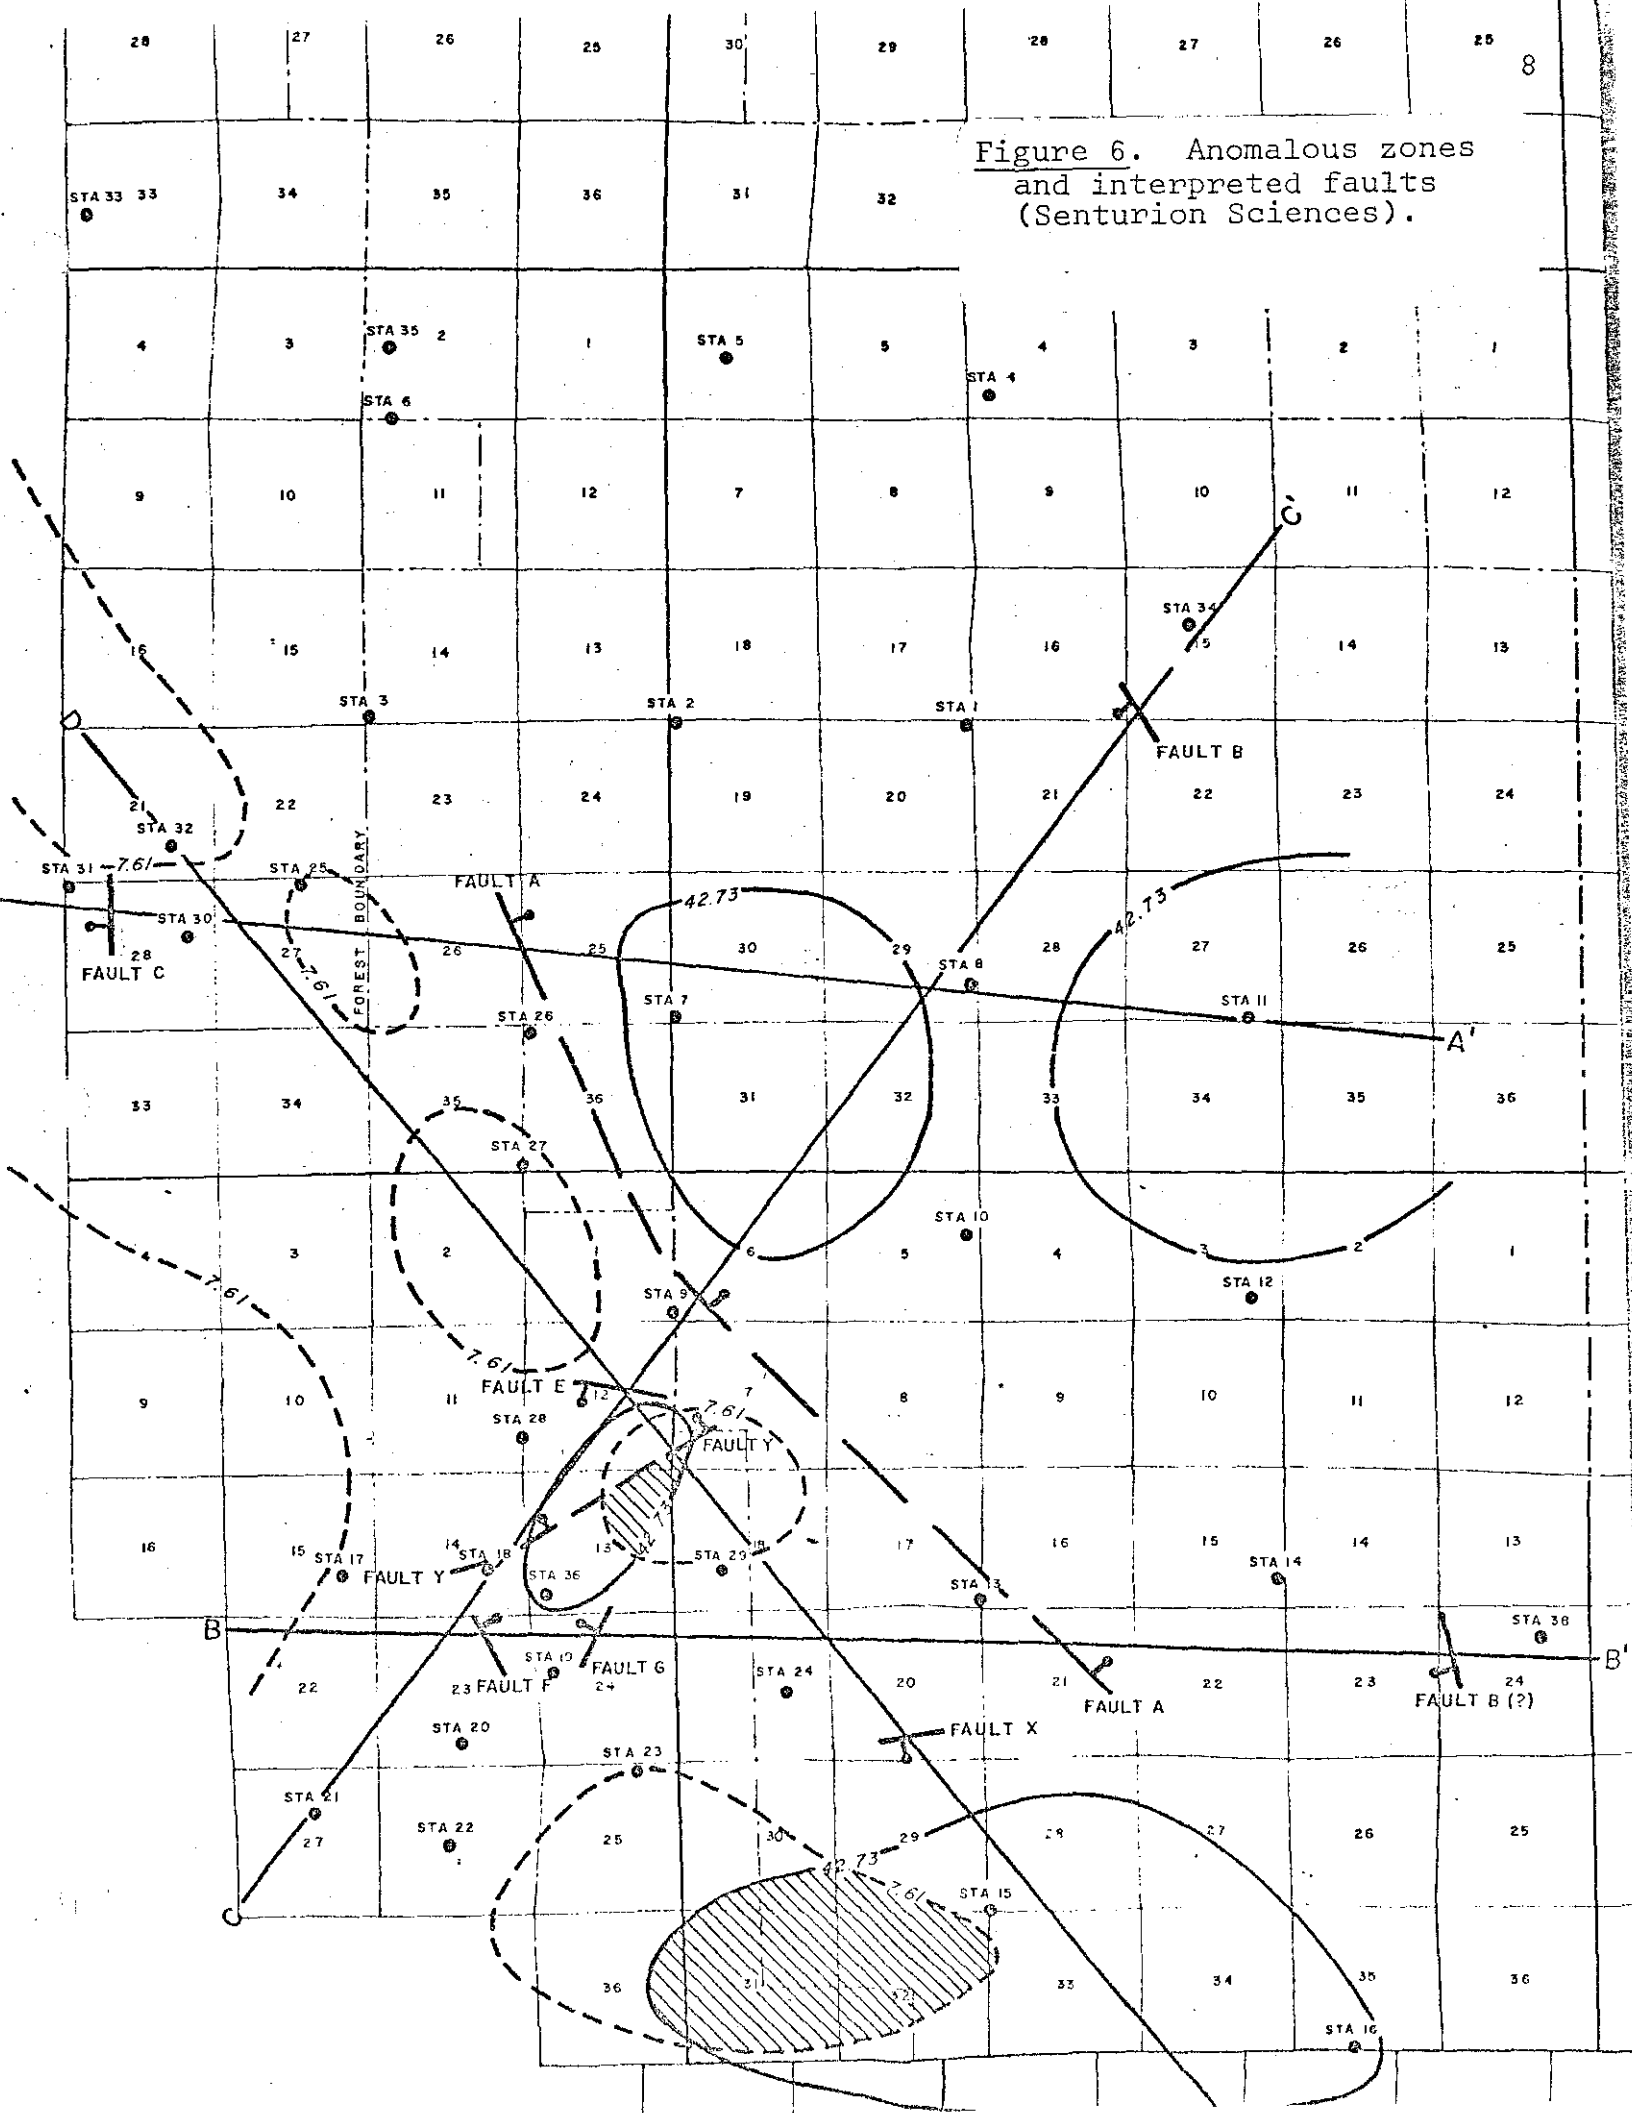 28 27 26 25 30 29 28 27 26 25
8
Figure 6. Anomalous zones
and interpreted faults
(Senturion Sciences).
STA 33 33 34 35 36 31 32
4 3 STA 35 2 1 STA 5 5 4 3 2 1
STA 4
STA 6
9 10 11 12 7 8 9 10 11 12
C'
STA 34
16 15 14 13 18 17 16 15 14 13
D STA 3 STA 2 STA 1
FAULT B
21 22 23 24 19 20 21 22 23 24
STA 32
FOREST BOUNDARY
STA 31 7.61 STA 25 FAULT A
42.73 42.73
STA 30
28 27 26 25 30 29 28 27 26 25
STA 8
FAULT C 7.61
STA 26 STA 7 STA 11
A'
33 34 35 36 31 32 33 34 35 36
STA 27
STA 10
4 3 2 6 5 4 3 2 1
7.61 STA 9 STA 12
7.61
FAULT E
9 10 11 12 7 8 9 10 11 12
STA 28 7.61
FAULT Y
42.73
16 15 14 13 18 17 16 15 14 13
STA 17 STA 18 STA 29 STA 14
FAULT Y STA 36 STA 13
B STA 38
B'
STA 19 FAULT G STA 24
22 23 FAULT F 24 20 21 22 23 24
FAULT A FAULT B (?)
STA 20 FAULT X
STA 23
STA 21
STA 22
27 25 30 29 28 27 26 25
42.73
7.61 STA 15
C
36 31 32 33 34 35 36
STA 16